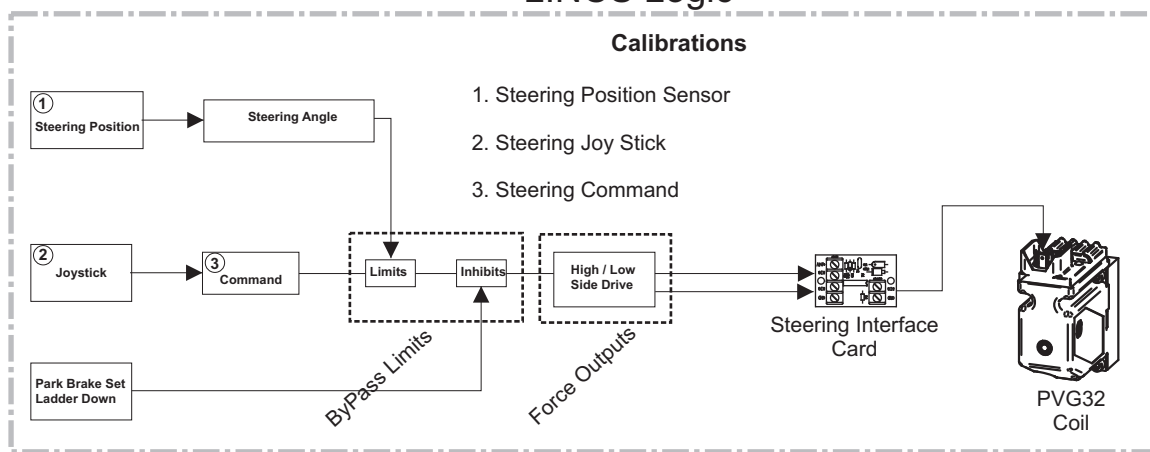 Calibrations
1. Steering Position Sensor
2. Steering Joy Stick
3. Steering Command
1
Steering Position
Steering Angle
2
Joystick
3
Command
Limits
Inhibits
High / Low
Side Drive
Park Brake Set
Ladder Down
ByPass Limits
Force Outputs
Steering Interface
Card
PVG32
Coil